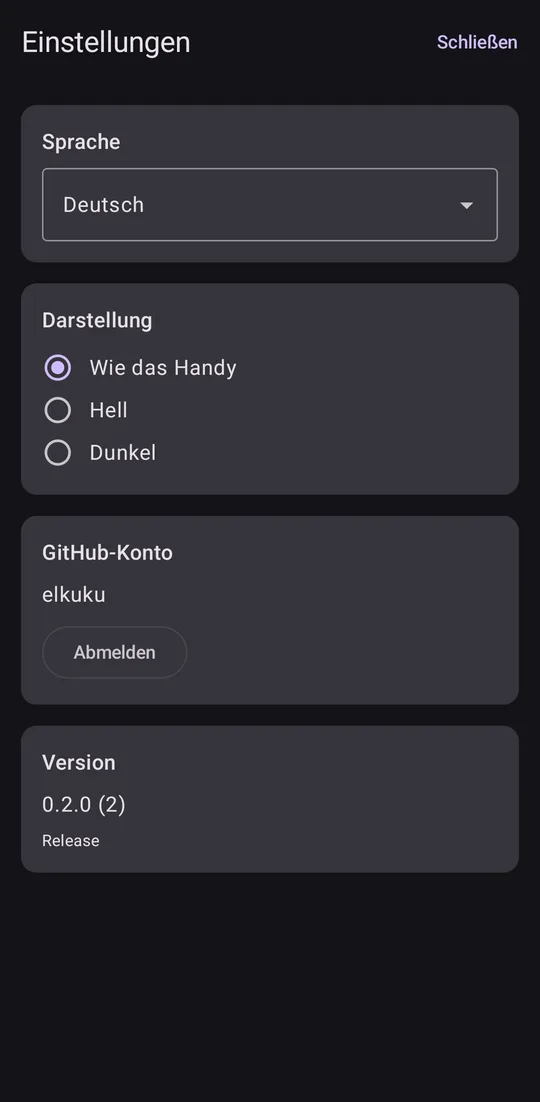 Einstellungen
Schließen
Sprache
Deutsch
Darstellung
Wie das Handy
Hell
Dunkel
GitHub-Konto
elkuku
Abmelden
Version
0.2.0 (2)
Release